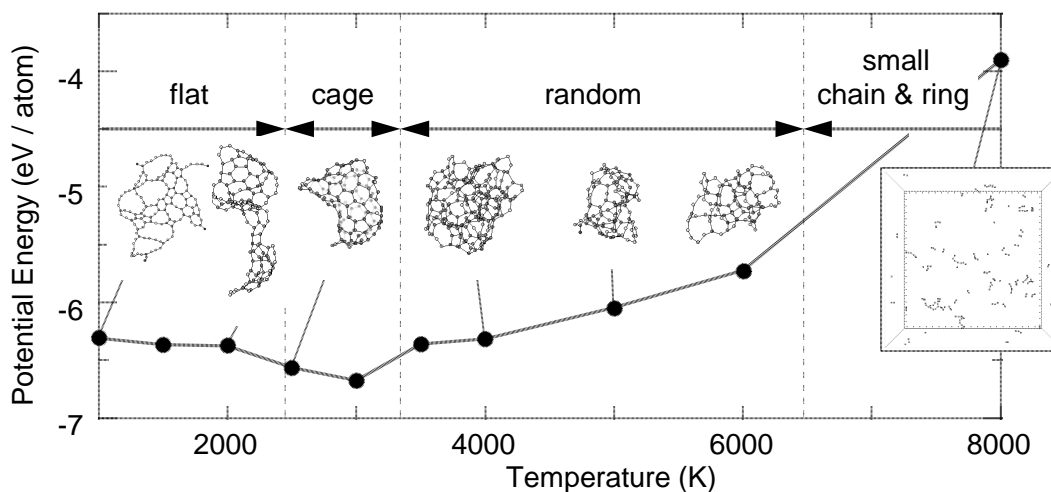 Potential Energy (eV / atom)
-4
-5
-6
-7
flat
cage
random
small
chain & ring
2000
4000
6000
8000
Temperature (K)